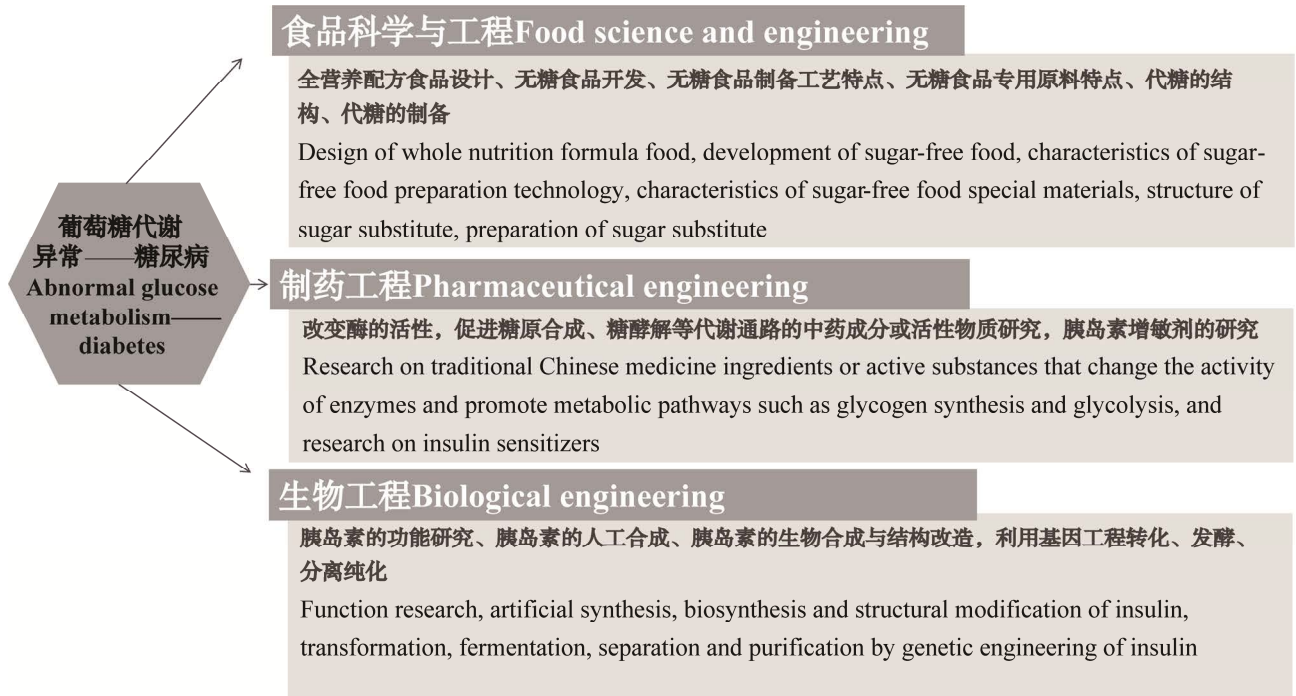 食品科学与工程Food science and engineering
全营养配方食品设计、无糖食品开发、无糖食品制备工艺特点、无糖食品专用原料特点、代糖的结
构、代糖的制备
Design of whole nutrition formula food, development of sugar-free food, characteristics of sugar-
free food preparation technology, characteristics of sugar-free food special materials, structure of
sugar substitute, preparation of sugar substitute
葡萄糖代谢
异常——糖尿病
Abnormal glucose
metabolism——
diabetes
制药工程Pharmaceutical engineering
改变酶的活性，促进糖原合成、糖酵解等代谢通路的中药成分或活性物质研究，胰岛素增敏剂的研究
Research on traditional Chinese medicine ingredients or active substances that change the activity
of enzymes and promote metabolic pathways such as glycogen synthesis and glycolysis, and
research on insulin sensitizers
生物工程Biological engineering
胰岛素的功能研究、胰岛素的人工合成、胰岛素的生物合成与结构改造，利用基因工程转化、发酵、
分离纯化
Function research, artificial synthesis, biosynthesis and structural modification of insulin,
transformation, fermentation, separation and purification by genetic engineering of insulin